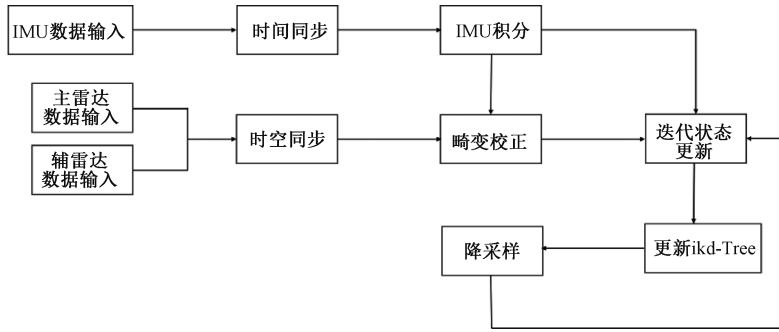 IMU数据输入
时间同步
IMU积分
主雷达
数据输入
辅雷达
数据输入
时空同步
畸变校正
迭代状态
更新
降采样
更新ikd-Tree